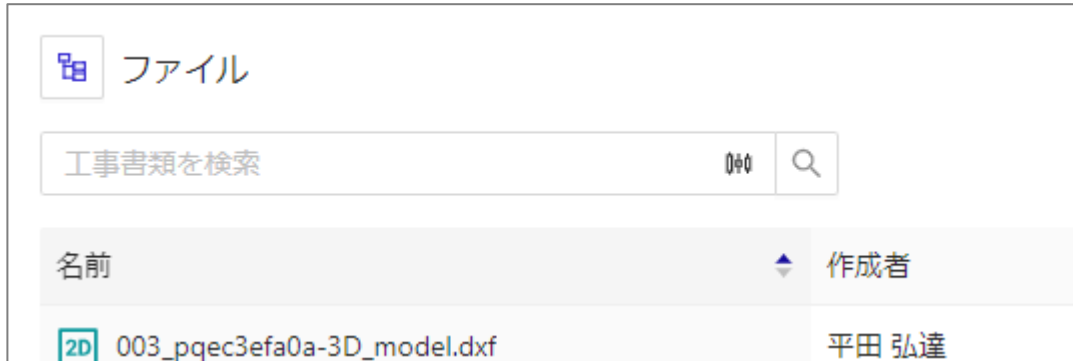 ファイル
工事書類を検索
名前 作成者
2D 003_pqec3efa0a-3D_model.dxf 平田 弘達